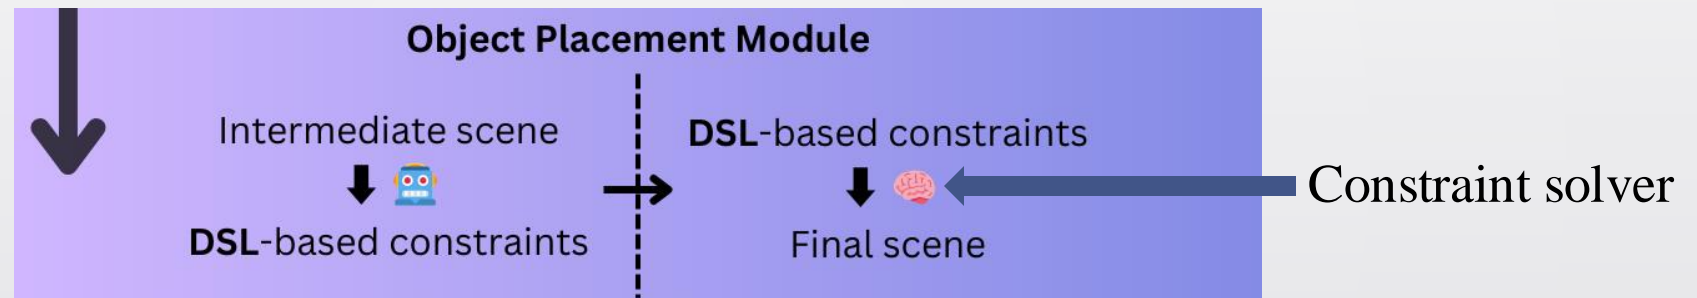 Object Placement Module
Intermediate scene
DSL-based constraints
DSL-based constraints
Final scene
Constraint solver